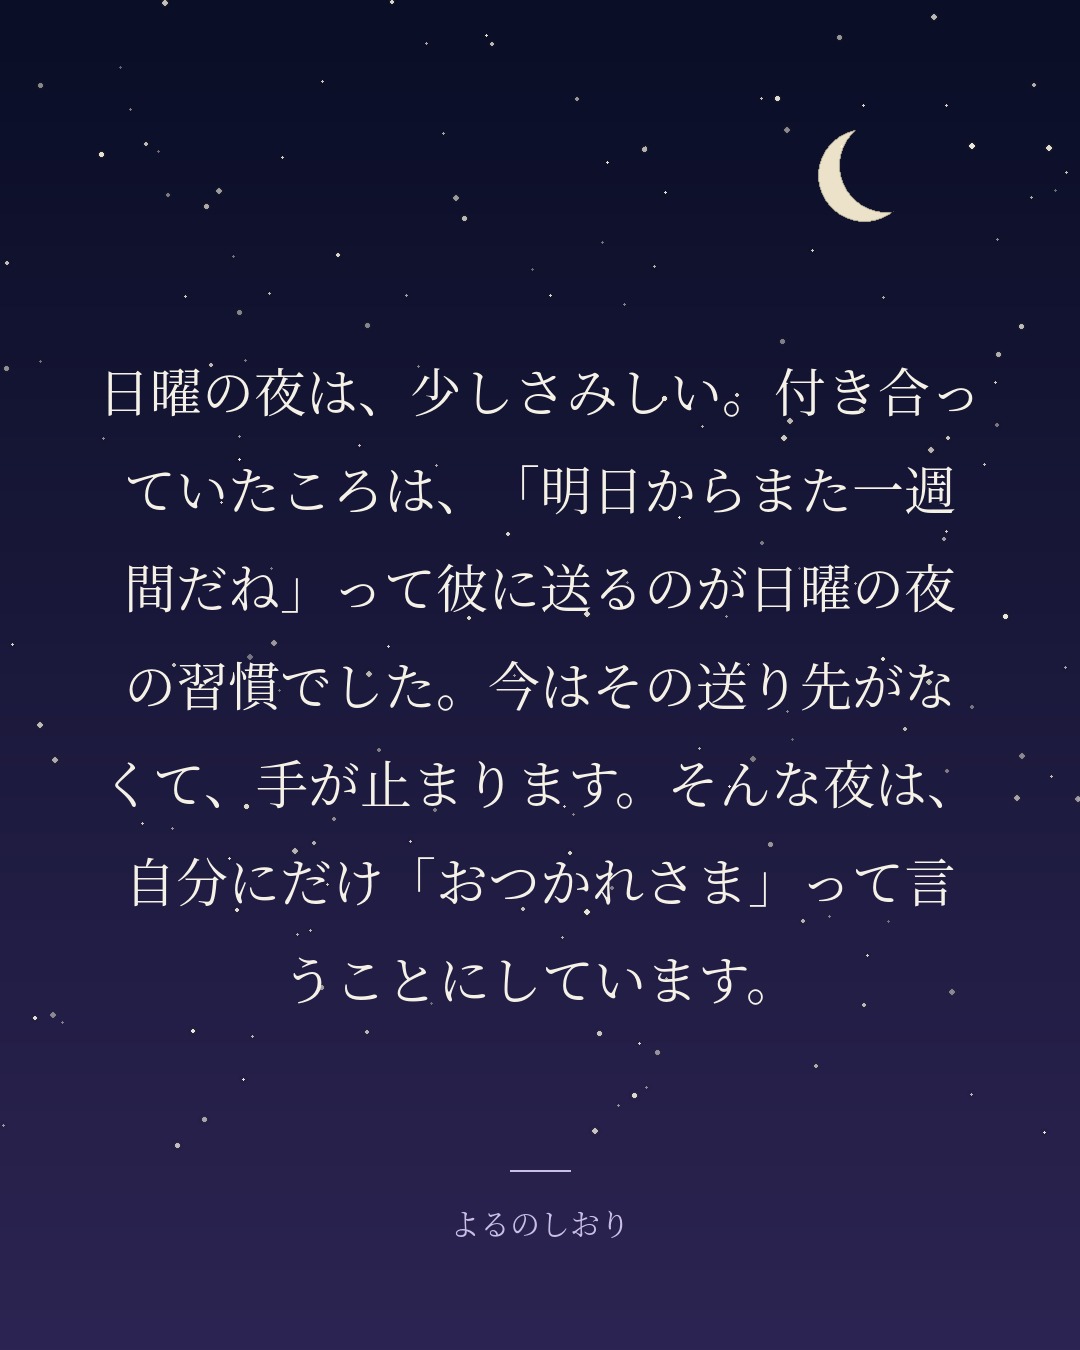 日曜の夜は、少しさみしい。付き合っ
ていたころは、「明日からまた一週
間だね」って彼に送るのが日曜の夜
の習慣でした。今はその送り先がな
くて、手が止まります。そんな夜は、
自分にだけ「おつかれさま」って言
うことにしています。
よるのしおり